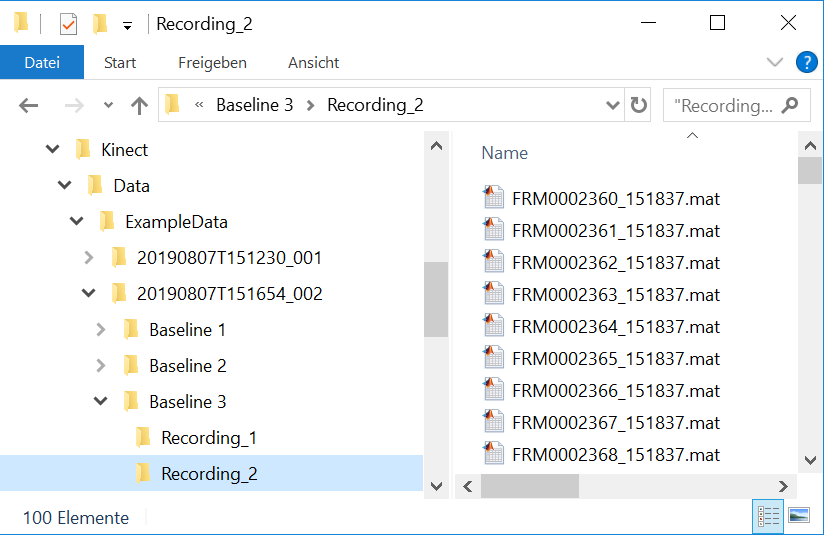 Recording_2
Datei Start Freigeben Ansicht ?
« Baseline 3 > Recording_2 "Recording...
Kinect
Data
ExampleData
20190807T151230_001
20190807T151654_002
Baseline 1
Baseline 2
Baseline 3
Recording_1
Recording_2
Name
FRM0002360_151837.mat
FRM0002361_151837.mat
FRM0002362_151837.mat
FRM0002363_151837.mat
FRM0002364_151837.mat
FRM0002365_151837.mat
FRM0002366_151837.mat
FRM0002367_151837.mat
FRM0002368_151837.mat
100 Elemente